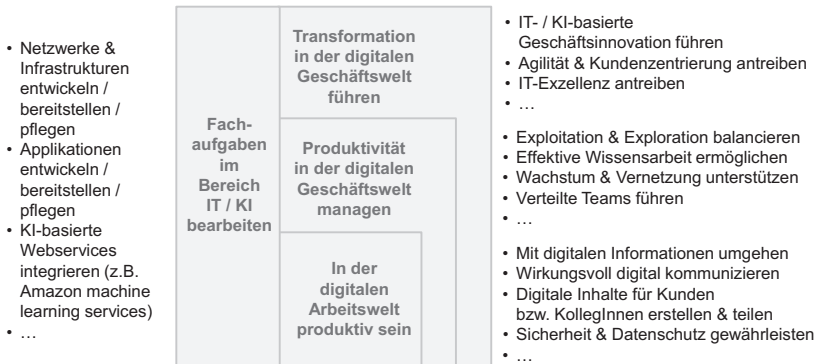 • Netzwerke &
Infrastrukturen
entwickeln /
bereitstellen /
pflegen
• Applikationen
entwickeln /
bereitstellen /
pflegen
• KI-basierte
Webservices
integrieren (z.B.
Amazon machine
learning services)
• …
Fach-
aufgaben
im
Bereich
IT / KI
bearbeiten
Transformation
in der digitalen
Geschäftswelt
führen
Produktivität
in der digitalen
Geschäftswelt
managen
In der
digitalen
Arbeitswelt
produktiv sein
• IT- / KI-basierte
Geschäftsinnovation führen
• Agilität & Kundenzentrierung antreiben
• IT-Exzellenz antreiben
• …
• Exploitation & Exploration balancieren
• Effektive Wissensarbeit ermöglichen
• Wachstum & Vernetzung unterstützen
• Verteilte Teams führen
• …
• Mit digitalen Informationen umgehen
• Wirkungsvoll digital kommunizieren
• Digitale Inhalte für Kunden
bzw. KollegInnen erstellen & teilen
• Sicherheit & Datenschutz gewährleisten
• …